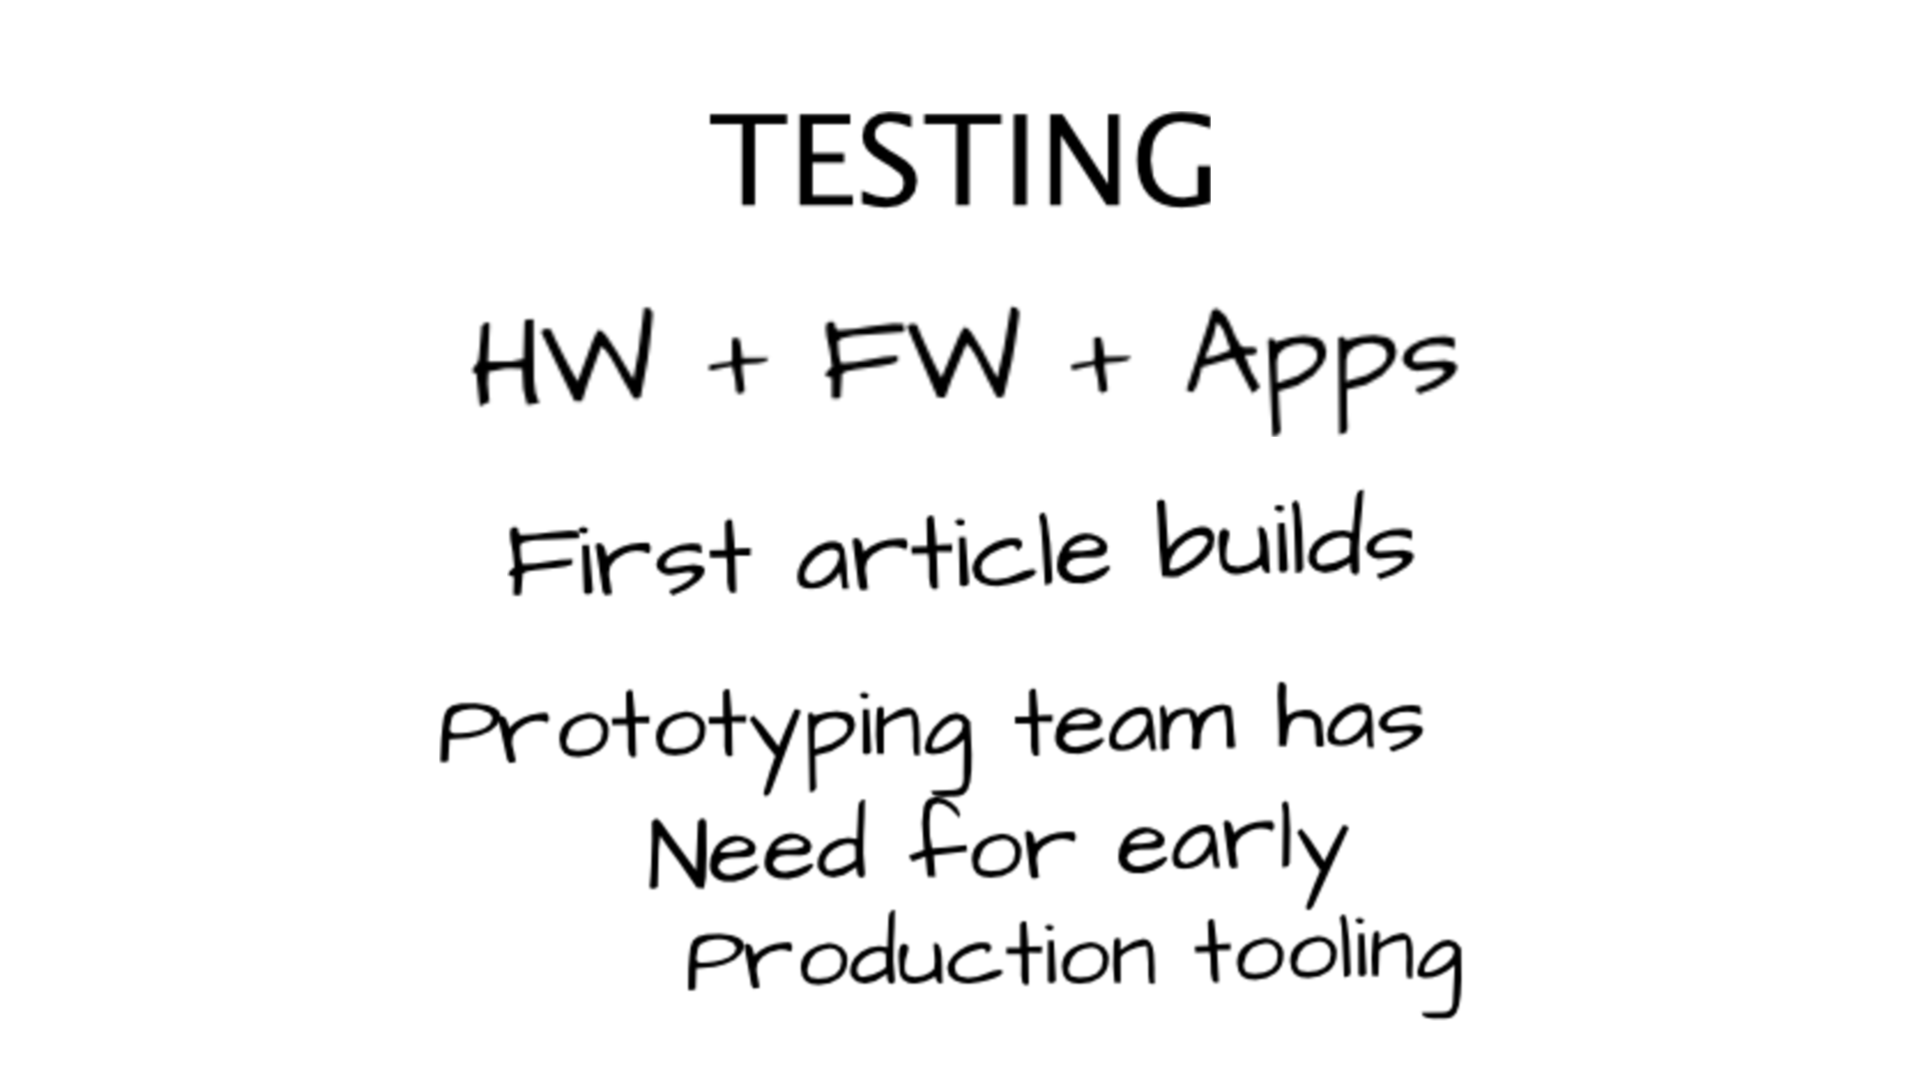 TESTING
HW + FW + Apps
First article builds
Prototyping team has
Need for early
Production tooling